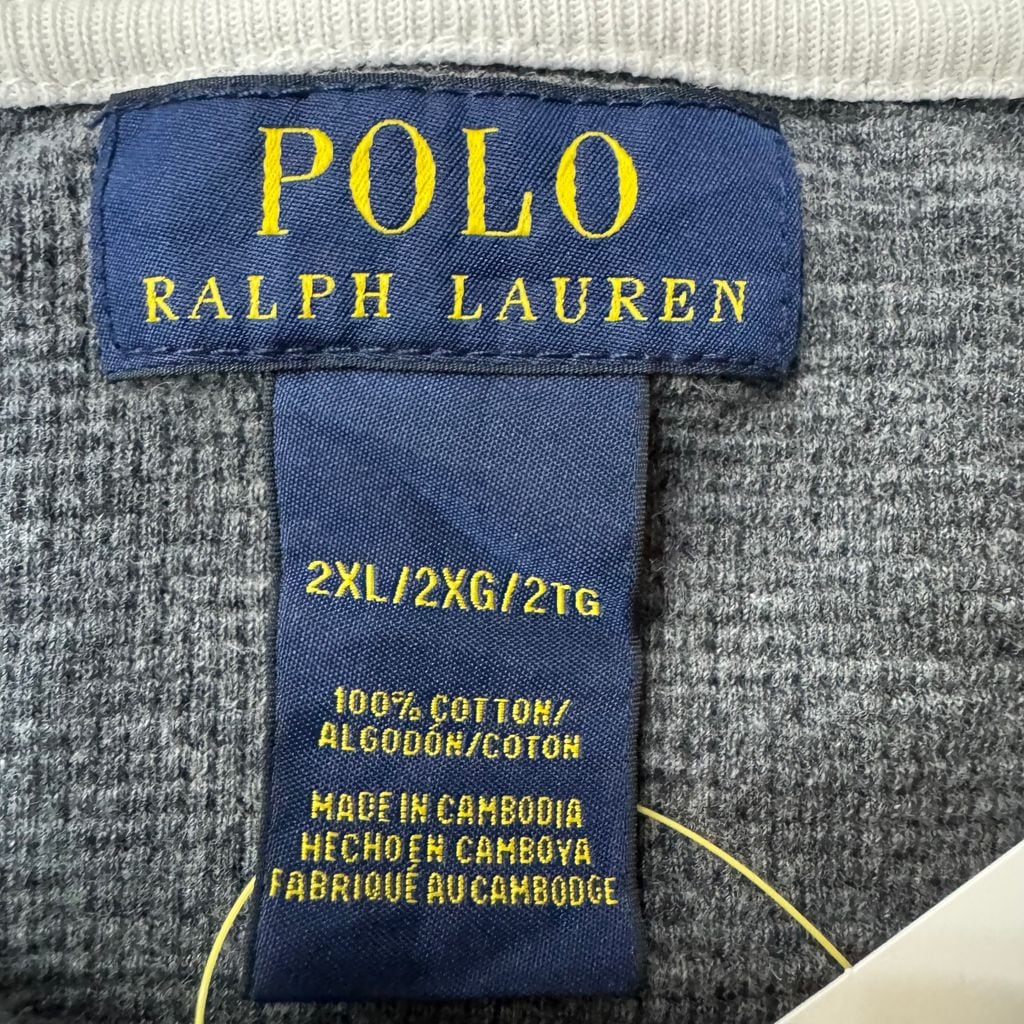 POLO
RALPH LAUREN
2XL/2XG/2TG
100% COTTON/
ALGODÓN/COTON
MADE IN CAMBODIA
HECHO EN CAMBOYA
FABRIQUÉ AU CAMBODGE